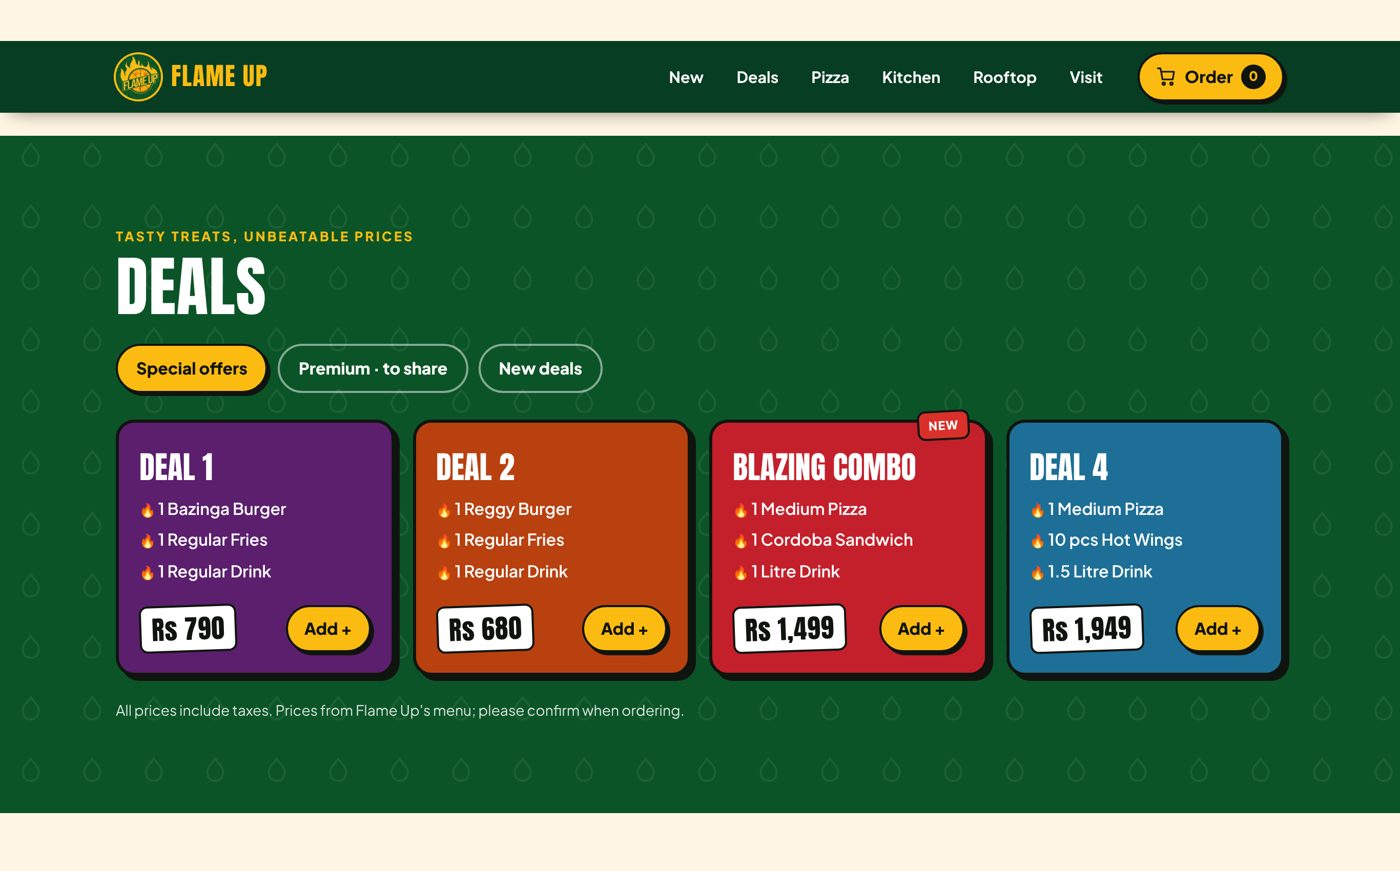 FLAME UP
FLAME UP
New
Deals
Pizza
Kitchen
Rooftop
Visit
Order 0
TASTY TREATS, UNBEATABLE PRICES
DEALS
Special offers
Premium · to share
New deals
DEAL 1
🔥 1 Bazinga Burger
🔥 1 Regular Fries
🔥 1 Regular Drink
Rs 790
Add +
DEAL 2
🔥 1 Reggy Burger
🔥 1 Regular Fries
🔥 1 Regular Drink
Rs 680
Add +
NEW
BLAZING COMBO
🔥 1 Medium Pizza
🔥 1 Cordoba Sandwich
🔥 1 Litre Drink
Rs 1,499
Add +
DEAL 4
🔥 1 Medium Pizza
🔥 10 pcs Hot Wings
🔥 1.5 Litre Drink
Rs 1,949
Add +
All prices include taxes. Prices from Flame Up's menu; please confirm when ordering.